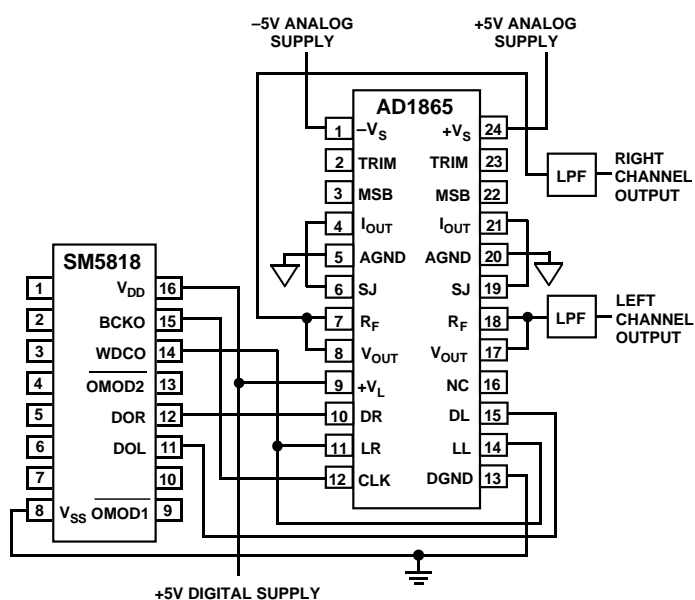 –5V ANALOG
SUPPLY
+5V ANALOG
SUPPLY
AD1865
1 –VS +VS 24
2 TRIM TRIM 23
3 MSB MSB 22
4 IOUT IOUT 21
5 AGND AGND 20
6 SJ SJ 19
7 RF RF 18
8 VOUT VOUT 17
9 +VL NC 16
10 DR DL 15
11 LR LL 14
12 CLK DGND 13
LPF
RIGHT
CHANNEL
OUTPUT
LPF
LEFT
CHANNEL
OUTPUT
SM5818
1 VDD 16
2 BCKO 15
3 WDCO 14
4 OMOD2 13
5 DOR 12
6 DOL 11
7 10
8 VSS OMOD1 9
+5V DIGITAL SUPPLY